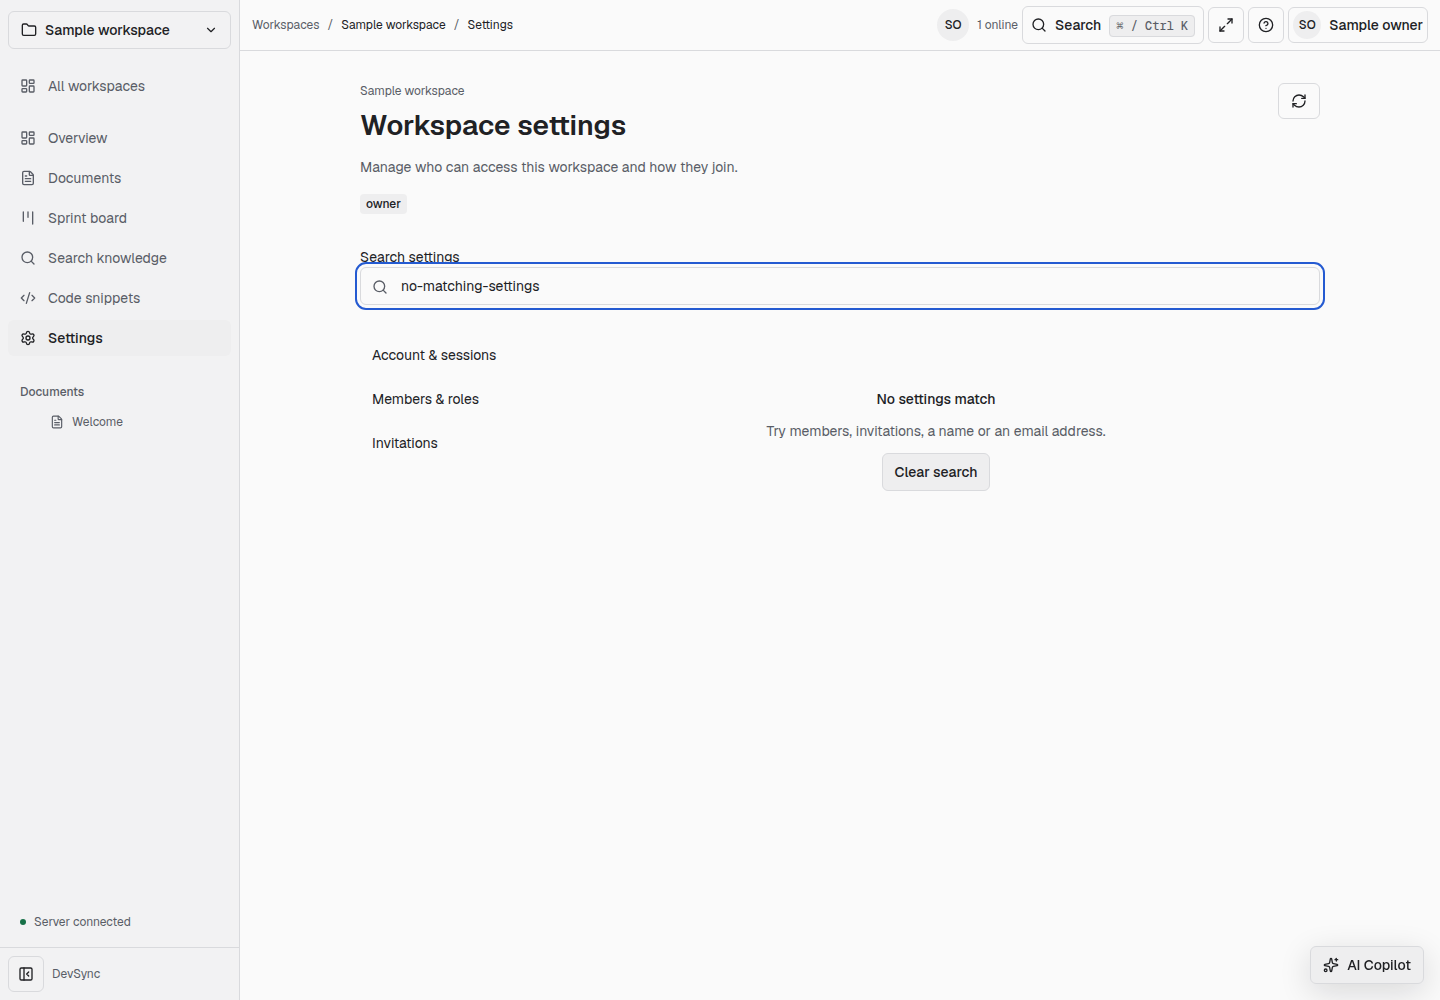 Sample workspace
All workspaces
Overview
Documents
Sprint board
Search knowledge
Code snippets
Settings
Documents
Welcome
Server connected
DevSync
Workspaces / Sample workspace / Settings
SO 1 online Search ⌘ / Ctrl K SO Sample owner
Sample workspace
Workspace settings
Manage who can access this workspace and how they join.
owner
Search settings
no-matching-settings
Account & sessions
Members & roles
Invitations
No settings match
Try members, invitations, a name or an email address.
Clear search
AI Copilot